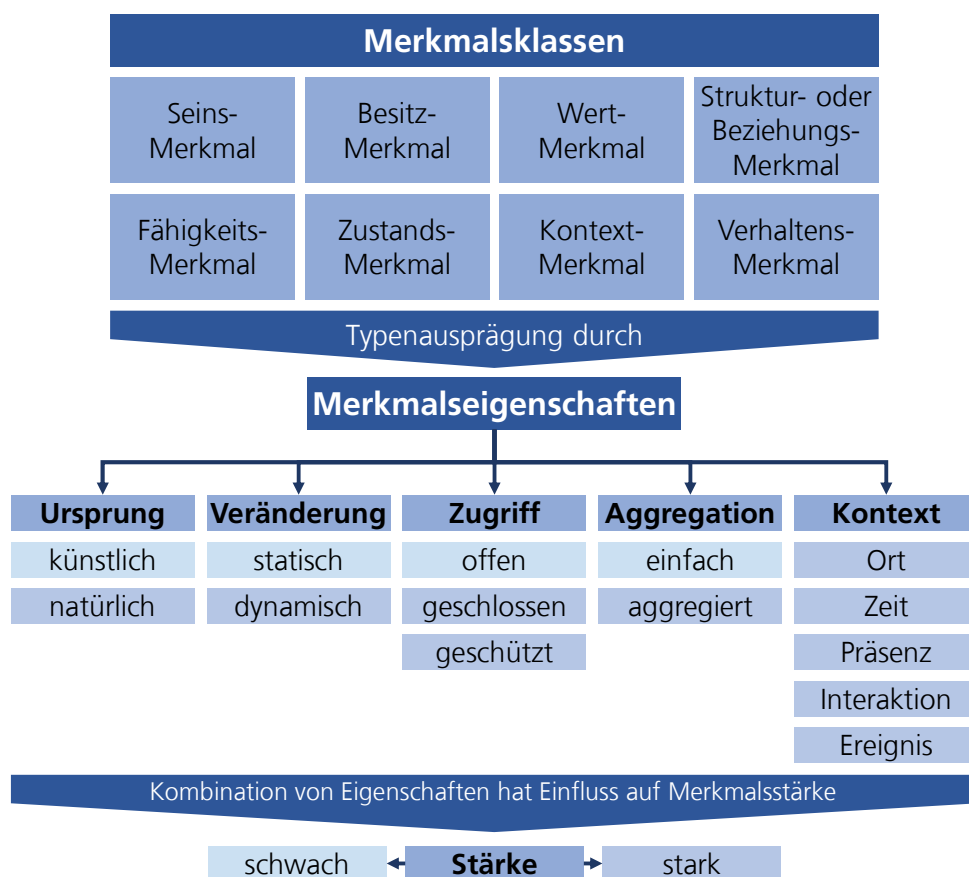 Merkmalsklassen
Seins-
Merkmal
Besitz-
Merkmal
Wert-
Merkmal
Struktur- oder
Beziehungs-
Merkmal
Fähigkeits-
Merkmal
Zustands-
Merkmal
Kontext-
Merkmal
Verhaltens-
Merkmal
Typenausprägung durch
Merkmalseigenschaften
Ursprung
künstlich
natürlich
Veränderung
statisch
dynamisch
Zugriff
offen
geschlossen
geschützt
Aggregation
einfach
aggregiert
Kontext
Ort
Zeit
Präsenz
Interaktion
Ereignis
Kombination von Eigenschaften hat Einfluss auf Merkmalsstärke
schwach
Stärke
stark